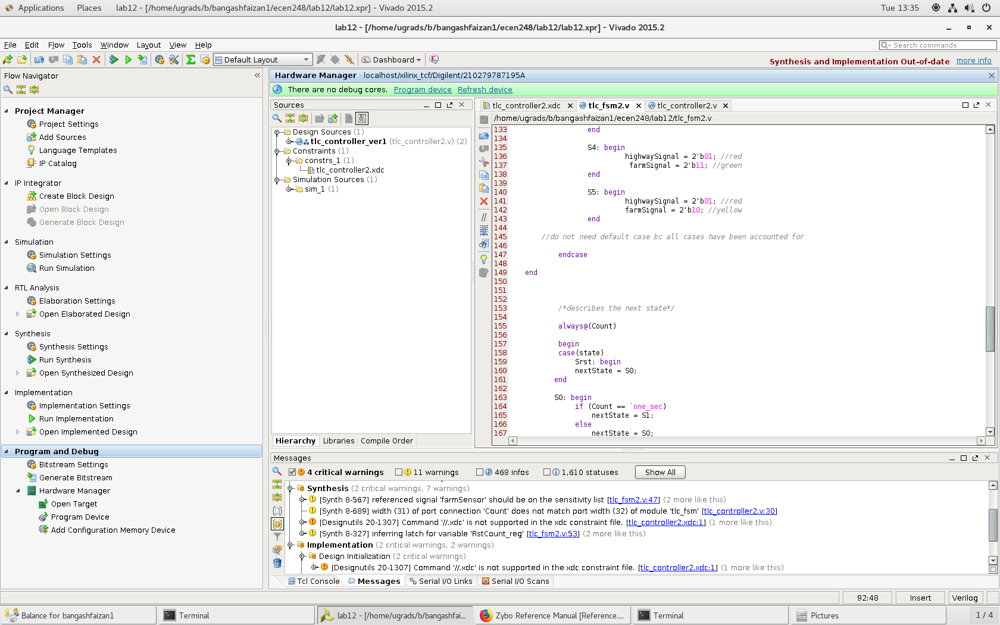 Applications Places lab12 - [/home/ugrads/b/bangashfaizan1/ecen248/lab12/lab12.xpr] - Vivado 2015.2 Tue 13:35
lab12 - [/home/ugrads/b/bangashfaizan1/ecen248/lab12/lab12.xpr] - Vivado 2015.2
File Edit Flow Tools Window Layout View Help
Search commands
Default Layout
Dashboard
Synthesis and Implementation Out-of-date more info
Flow Navigator
Project Manager
Project Settings
Add Sources
Language Templates
IP Catalog
IP Integrator
Create Block Design
Open Block Design
Generate Block Design
Simulation
Simulation Settings
Run Simulation
RTL Analysis
Elaboration Settings
Open Elaborated Design
Synthesis
Synthesis Settings
Run Synthesis
Open Synthesized Design
Implementation
Implementation Settings
Run Implementation
Open Implemented Design
Program and Debug
Bitstream Settings
Generate Bitstream
Hardware Manager
Open Target
Program Device
Add Configuration Memory Device
Hardware Manager - localhost/xilinx_tcf/Digilent/210279787195A
There are no debug cores. Program device Refresh device
Sources
Design Sources (1)
tlc_controller_ver1 (tlc_controller2.v) (2)
Constraints (1)
constrs_1 (1)
tlc_controller2.xdc
Simulation Sources (1)
sim_1 (1)
Hierarchy Libraries Compile Order
tlc_controller2.xdc tlc_fsm2.v tlc_controller2.v
/home/ugrads/b/bangashfaizan1/ecen248/lab12/tlc_fsm2.v
133 end
134
135 S4: begin
136 highwaySignal = 2'b01; //red
137 farmSignal = 2'b11; //green
138 end
139
140 S5: begin
141 highwaySignal = 2'b01; //red
142 farmSignal = 2'b10; //yellow
143 end
144
145 //do not need default case bc all cases have been accounted for
146
147 endcase
148
149 end
150
151
152
153 /*describes the next state*/
154
155 always@(Count)
156
157 begin
158 case(state)
159 Srst: begin
160 nextState = S0;
161 end
162
163 S0: begin
164 if (Count == `one_sec)
165 nextState = S1;
166 else
167 nextState = S0;
Messages
4 critical warnings 11 warnings 468 infos 1,610 statuses Show All
Synthesis (2 critical warnings, 7 warnings)
[Synth 8-567] referenced signal 'farmSensor' should be on the sensitivity list [tlc_fsm2.v:47] (2 more like this)
[Synth 8-689] width (31) of port connection 'Count' does not match port width (32) of module 'tlc_fsm' [tlc_controller2.v:30]
[Designutils 20-1307] Command '//.xdc' is not supported in the xdc constraint file. [tlc_controller2.xdc:1] (1 more like this)
[Synth 8-327] inferring latch for variable 'RstCount_reg' [tlc_fsm2.v:53] (2 more like this)
Implementation (2 critical warnings, 2 warnings)
Design Initialization (2 critical warnings)
[Designutils 20-1307] Command '//.xdc' is not supported in the xdc constraint file. [tlc_controller2.xdc:1] (1 more like this)
Tcl Console Messages Serial I/O Links Serial I/O Scans
92:48 Insert Verilog
Balance for bangashfaizan1 Terminal lab12 - [/home/ugrads/b/bangashfai... Zybo Reference Manual [Reference.... Terminal Pictures 1 / 4